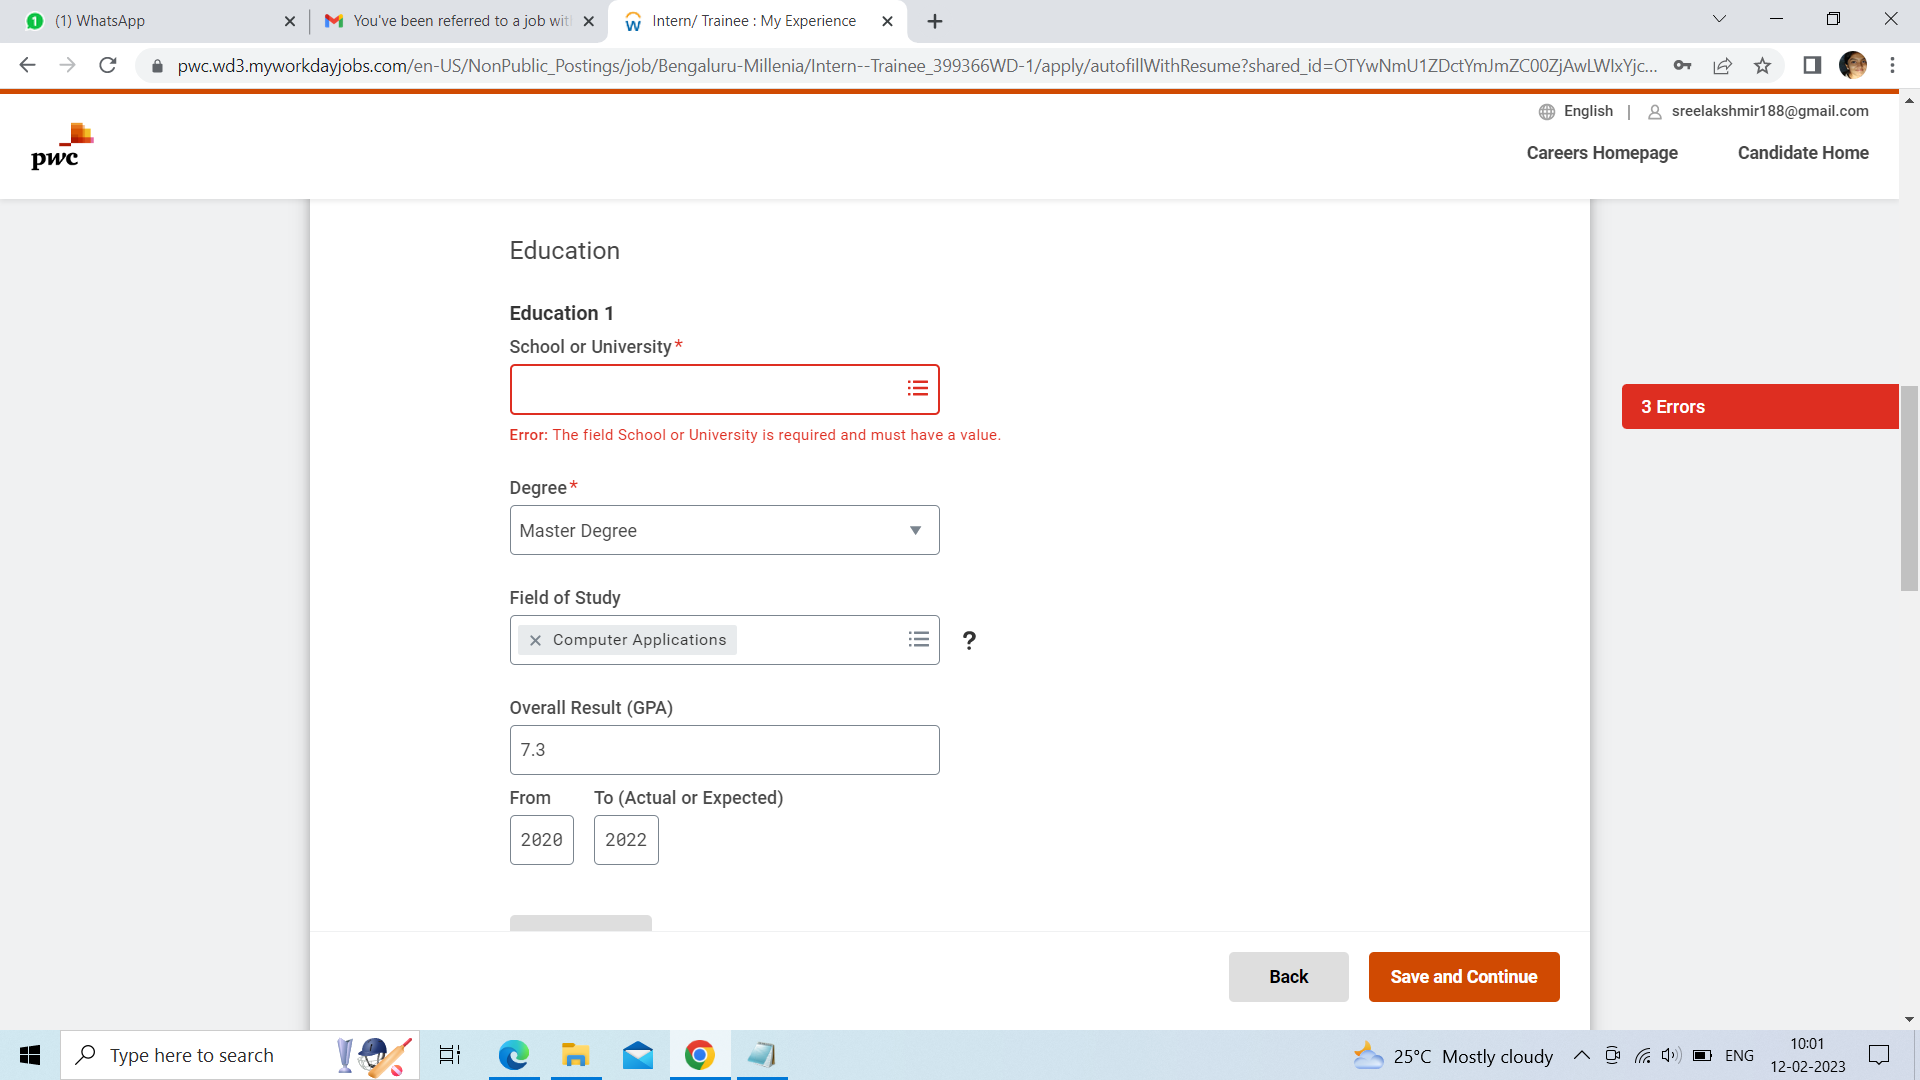 (1) WhatsApp
You've been referred to a job wit
Intern/ Trainee : My Experience
pwc.wd3.myworkdayjobs.com/en-US/NonPublic_Postings/job/Bengaluru-Millenia/Intern--Trainee_399366WD-1/apply/autofillWithResume?shared_id=OTYwNmU1ZDctYmJmZC00ZjAwLWIxYjc...
English | sreelakshmir188@gmail.com
pwc
Careers Homepage Candidate Home
Education
Education 1
School or University*
Error: The field School or University is required and must have a value.
3 Errors
Degree*
Master Degree
Field of Study
Computer Applications
?
Overall Result (GPA)
7.3
From To (Actual or Expected)
2020 2022
Back Save and Continue
Type here to search
25°C Mostly cloudy
ENG
10:01
12-02-2023